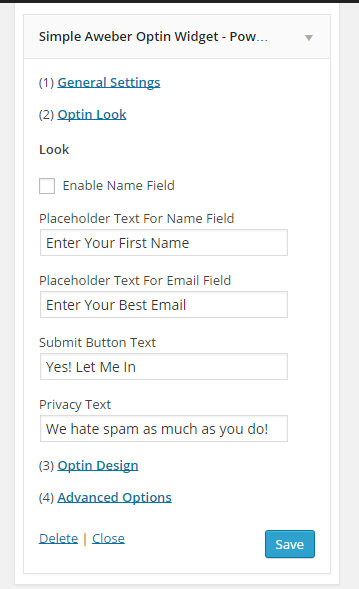 Simple Aweber Optin Widget - Pow...
(1) General Settings
(2) Optin Look
Look
Enable Name Field
Placeholder Text For Name Field
Enter Your First Name
Placeholder Text For Email Field
Enter Your Best Email
Submit Button Text
Yes! Let Me In
Privacy Text
We hate spam as much as you do!
(3) Optin Design
(4) Advanced Options
Delete | Close
Save